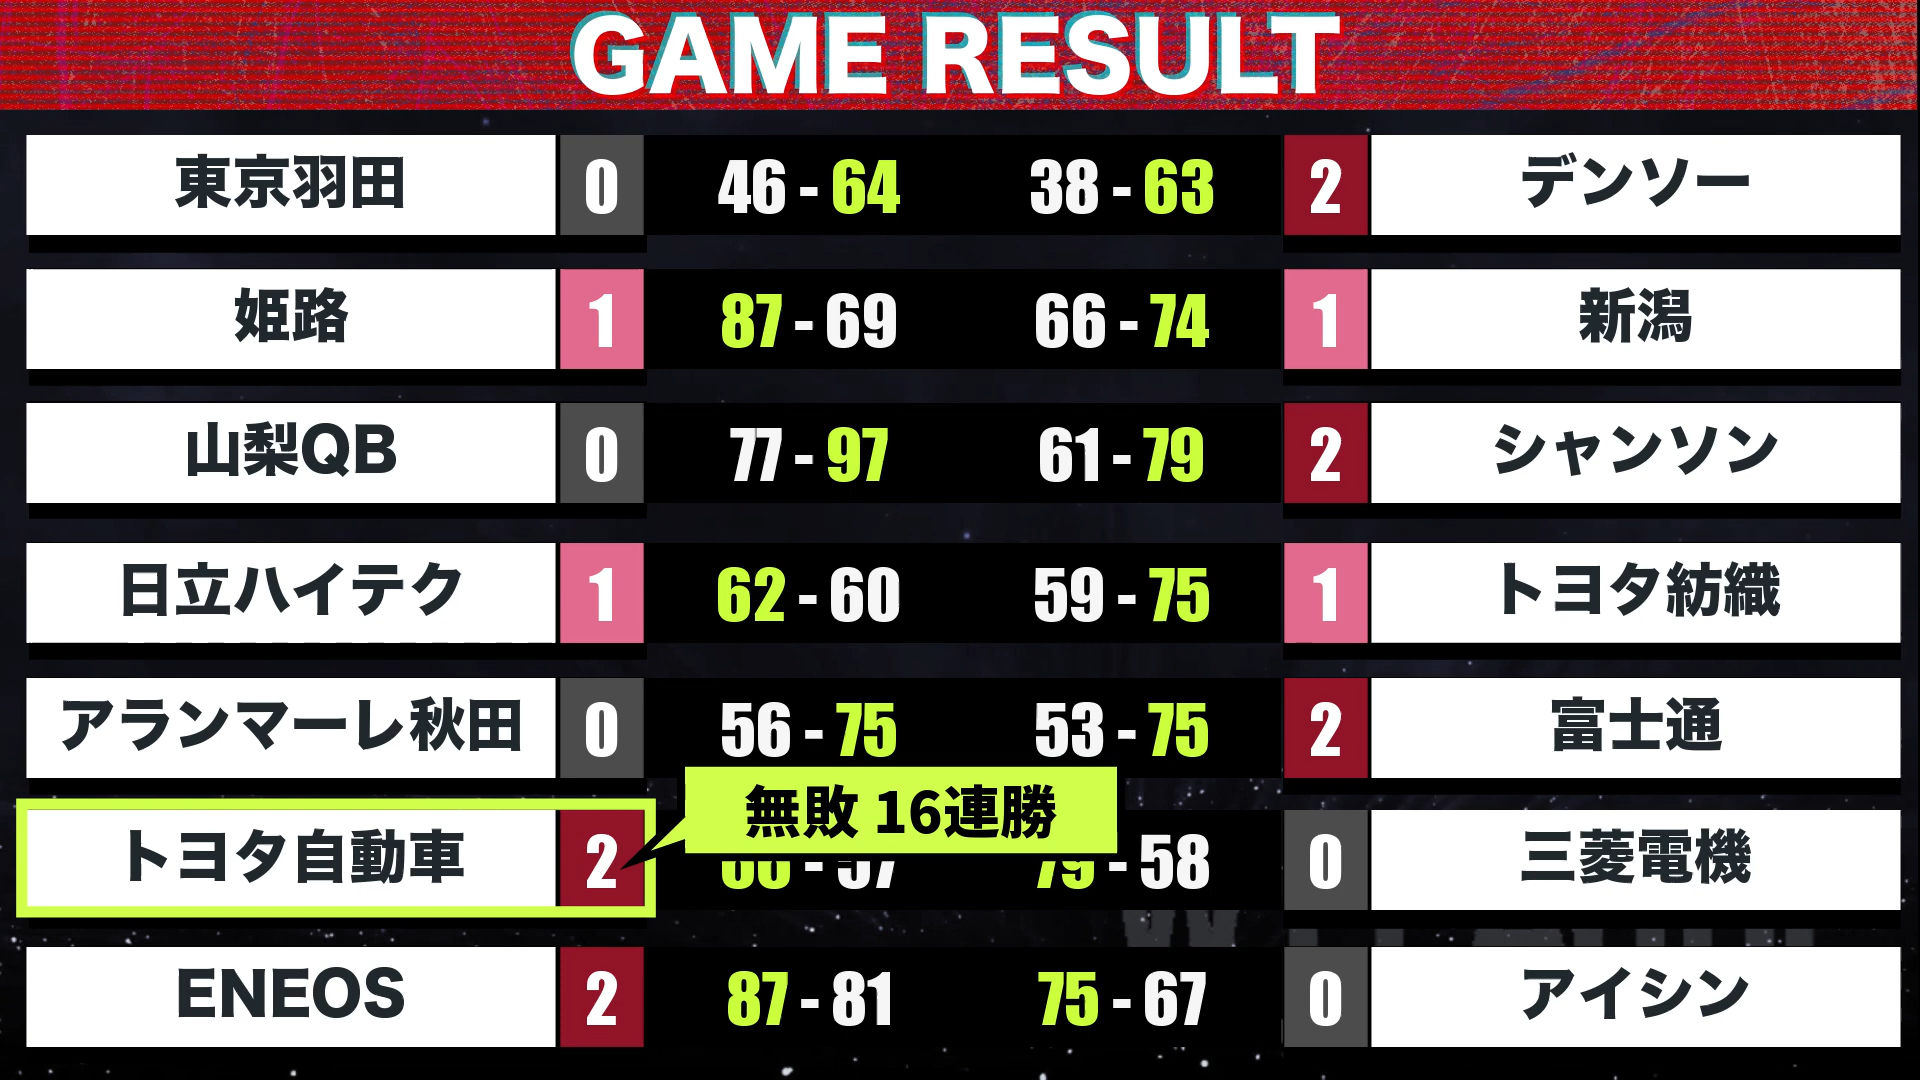 GAME RESULT
東京羽田 0 46 - 64 38 - 63 2 デンソー
姫路 1 87 - 69 66 - 74 1 新潟
山梨QB 0 77 - 97 61 - 79 2 シャンソン
日立ハイテク 1 62 - 60 59 - 75 1 トヨタ紡織
アランマーレ秋田 0 56 - 75 53 - 75 2 富士通
無敗 16連勝
トヨタ自動車 2 79 - 58 0 三菱電機
ENEOS 2 87 - 81 75 - 67 0 アイシン